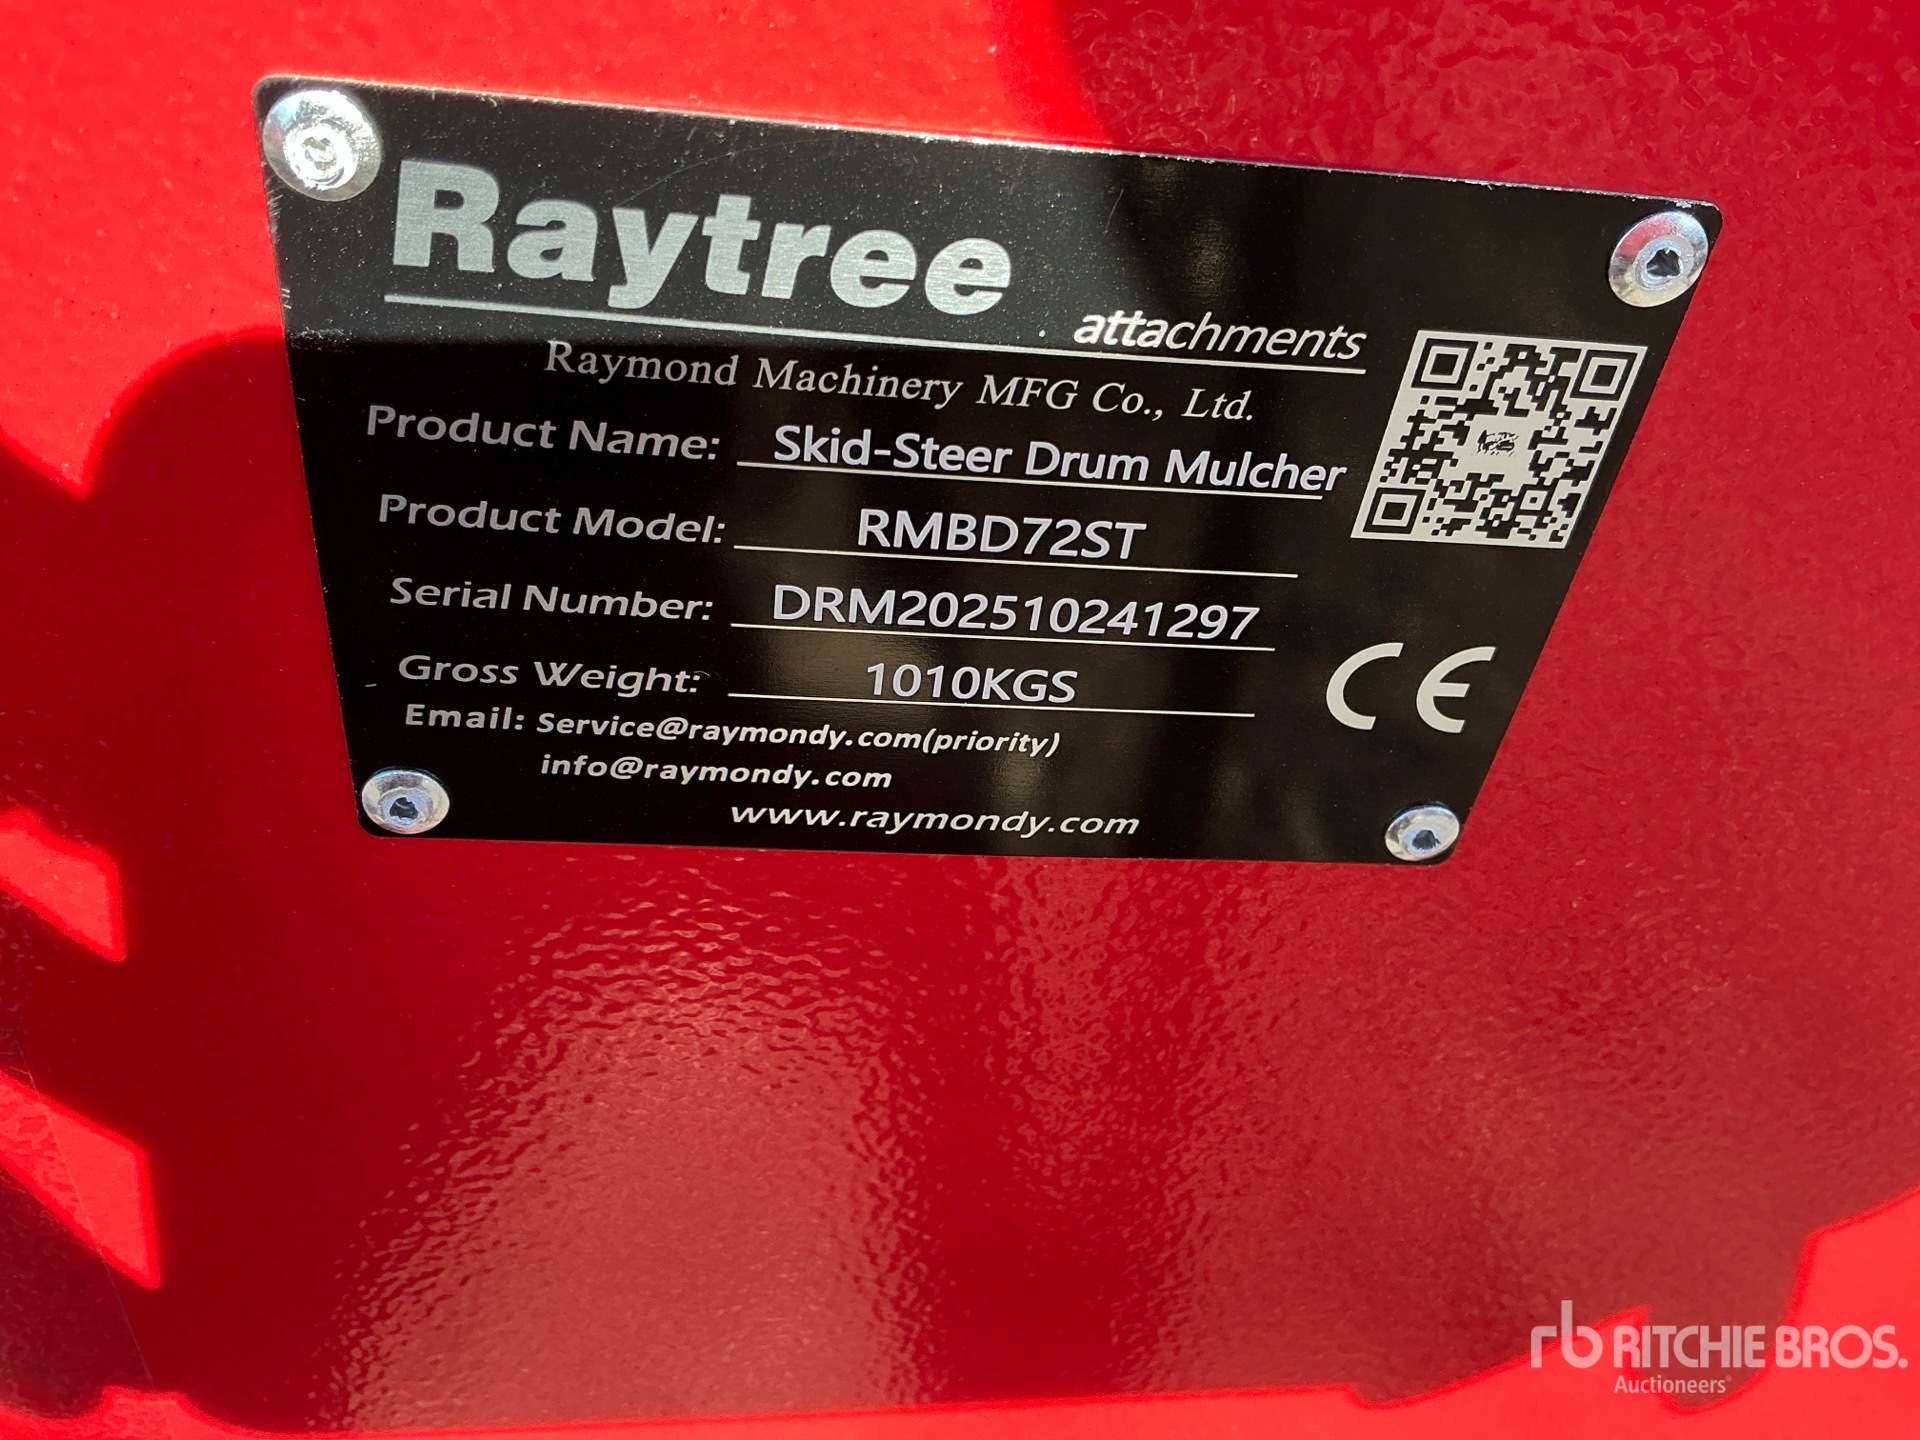 Raytree
attachments
Raymond Machinery MFG Co., Ltd.
Product Name: Skid-Steer Drum Mulcher
Product Model: RMBD72ST
Serial Number: DRM202510241297
Gross Weight: 1010KGS
CE
Email: Service@raymondy.com(priority)
info@raymondy.com
www.raymondy.com
rb RITCHIE BROS.
Auctioneers